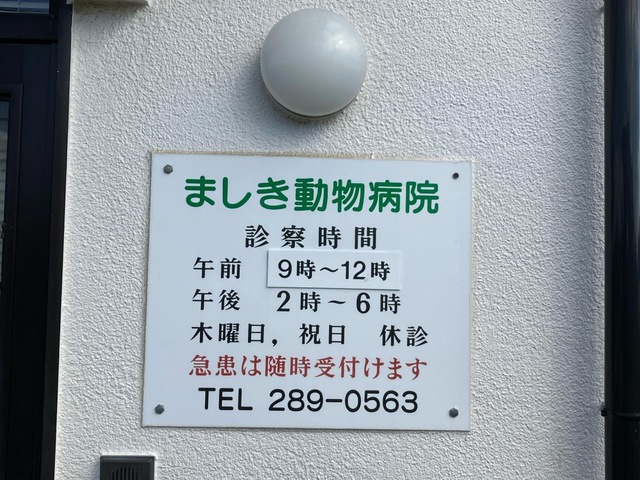 ましき動物病院
診察時間
午前 9時～12時
午後 2時～6時
木曜日，祝日 休診
急患は随時受付けます
TEL 289-0563